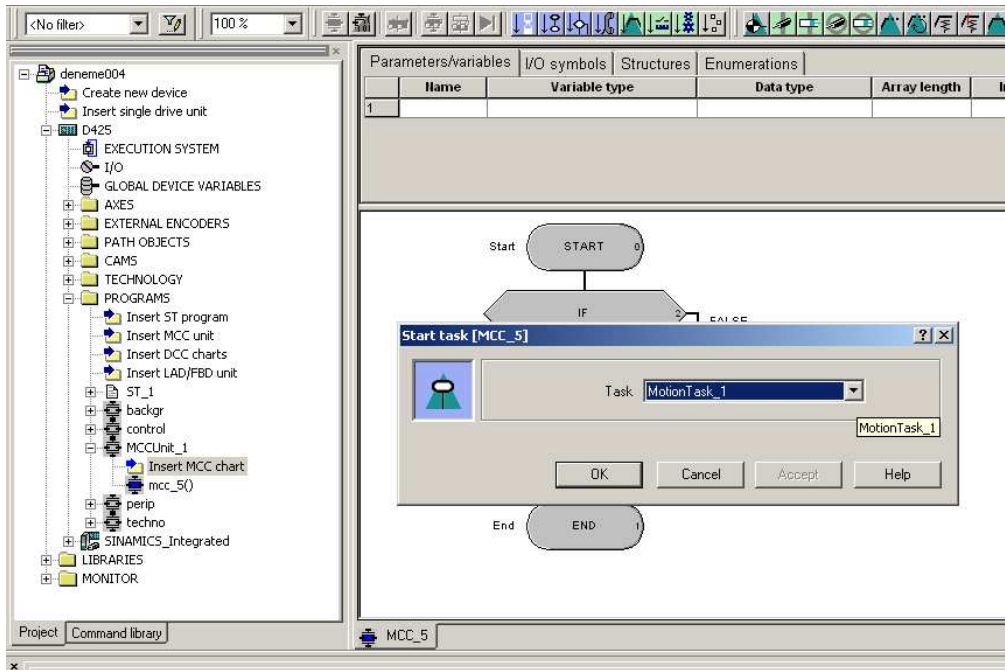 <No filter>
100 %
deneme004
Create new device
Insert single drive unit
D425
EXECUTION SYSTEM
I/O
GLOBAL DEVICE VARIABLES
AXES
EXTERNAL ENCODERS
PATH OBJECTS
CAMS
TECHNOLOGY
PROGRAMS
Insert ST program
Insert MCC unit
Insert DCC charts
Insert LAD/FBD unit
ST_1
backgr
control
MCCUnit_1
Insert MCC chart
mcc_5()
perip
techno
SINAMICS_Integrated
LIBRARIES
MONITOR
Project Command library
Parameters/variables I/O symbols Structures Enumerations
Name Variable type Data type Array length
1
Start START 0
IF 2 FALSE
Start task [MCC_5]
Task MotionTask_1
MotionTask_1
OK Cancel Accept Help
End END 1
MCC_5